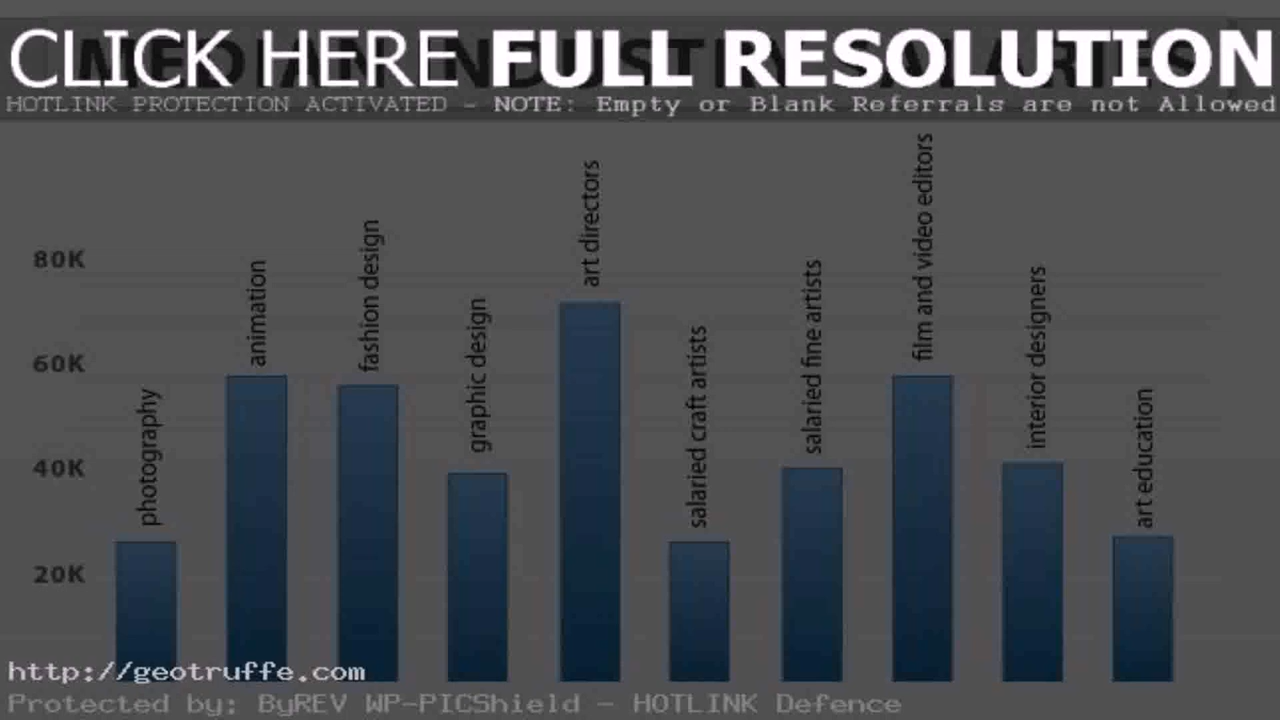 CLICK HERE FULL RESOLUTION
HOTLINK PROTECTION ACTIVATED - NOTE: Empty or Blank Referrals are not Allowed
80K
60K
40K
20K
photography
animation
fashion design
graphic design
art directors
salaried craft artists
salaried fine artists
film and video editors
interior designers
art education
http://geotruffe.com
Protected by: ByREV WP-PICShield - HOTLINK Defence